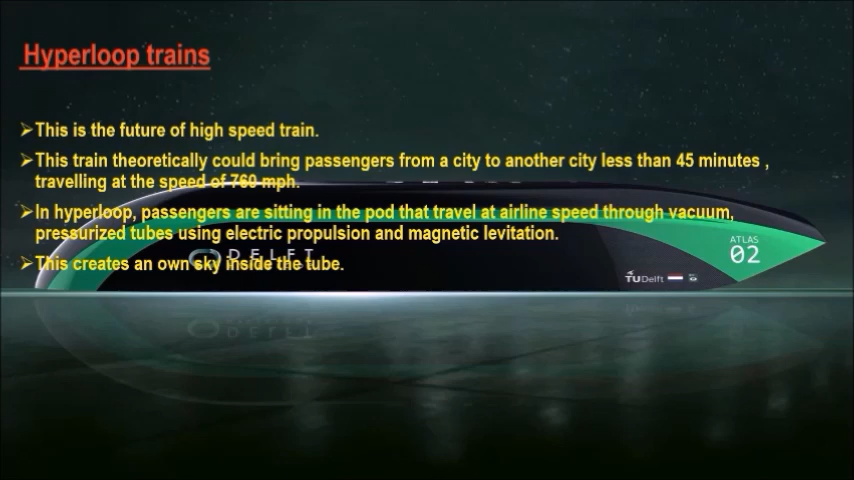 Hyperloop trains
➢This is the future of high speed train.
➢This train theoretically could bring passengers from a city to another city less than 45 minutes ,
travelling at the speed of 760 mph.
➢In hyperloop, passengers are sitting in the pod that travel at airline speed through vacuum,
pressurized tubes using electric propulsion and magnetic levitation.
➢This creates an own sky inside the tube.
DELFT
ATLAS
02
TUDelft